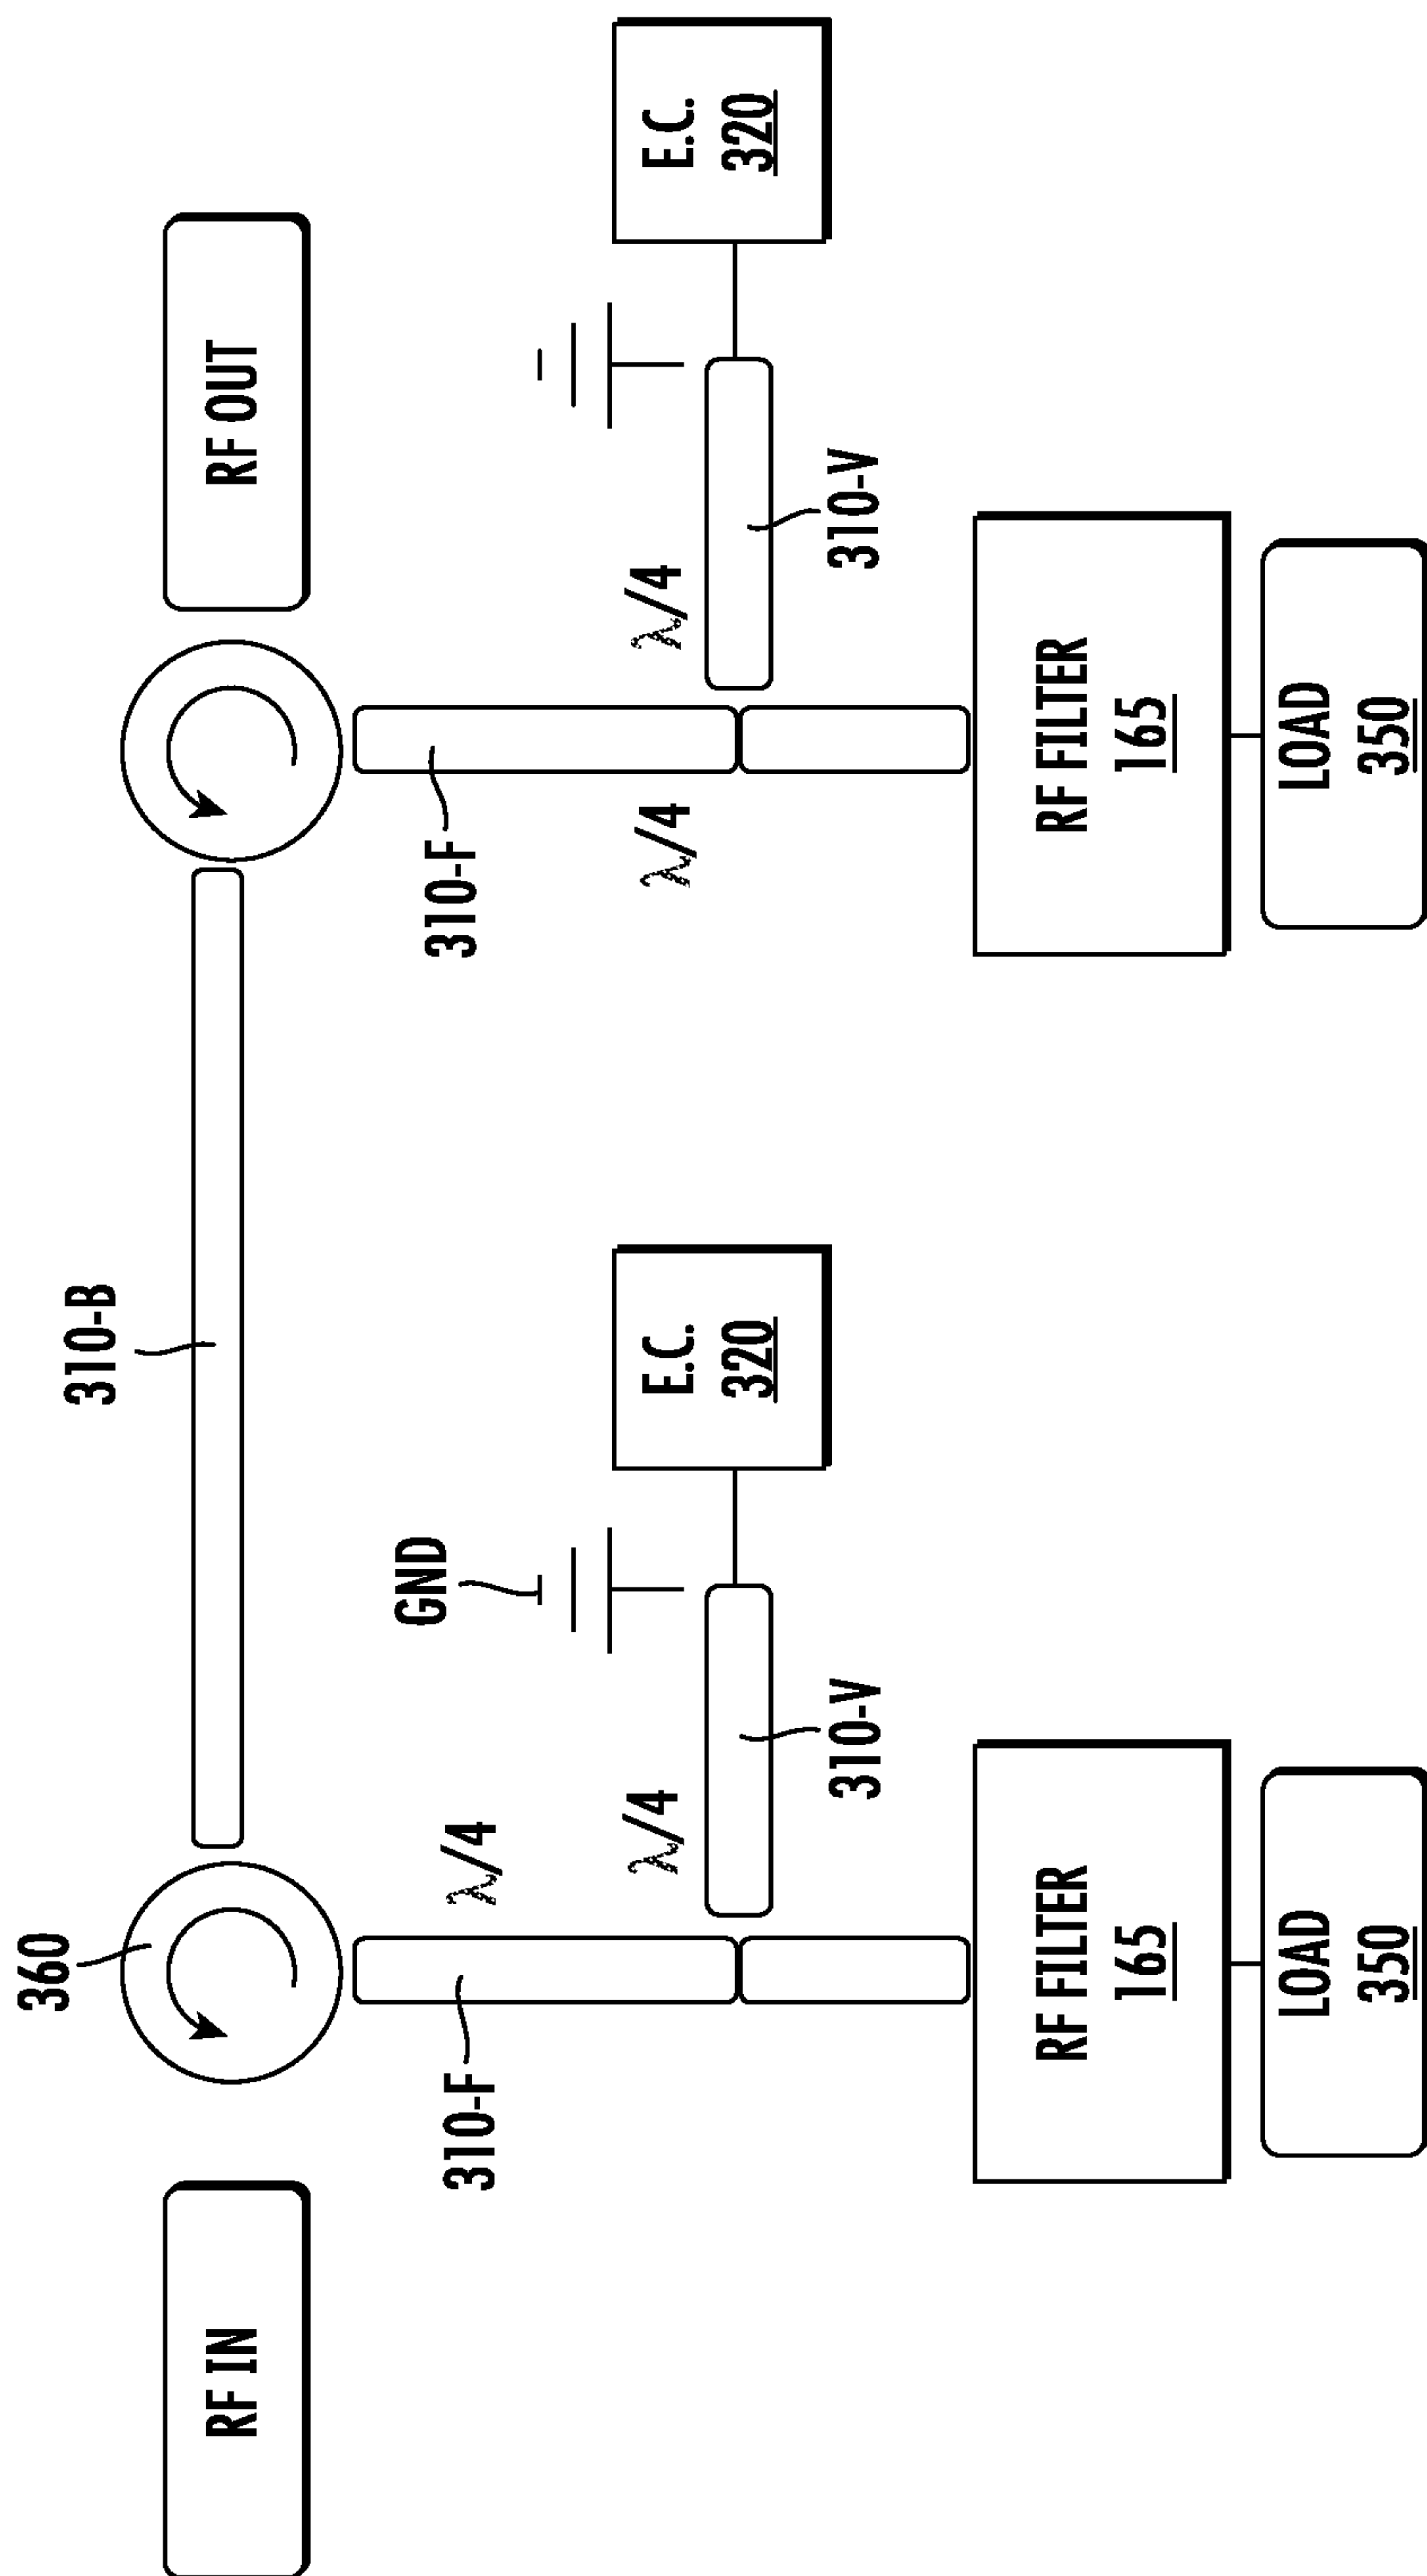 360
310-B
RF IN
RF OUT
310-F
λ/4
GND
310-F
λ/4
λ/4
λ/4
E.C.
320
E.C.
320
310-V
310-V
RF FILTER
165
RF FILTER
165
LOAD
350
LOAD
350